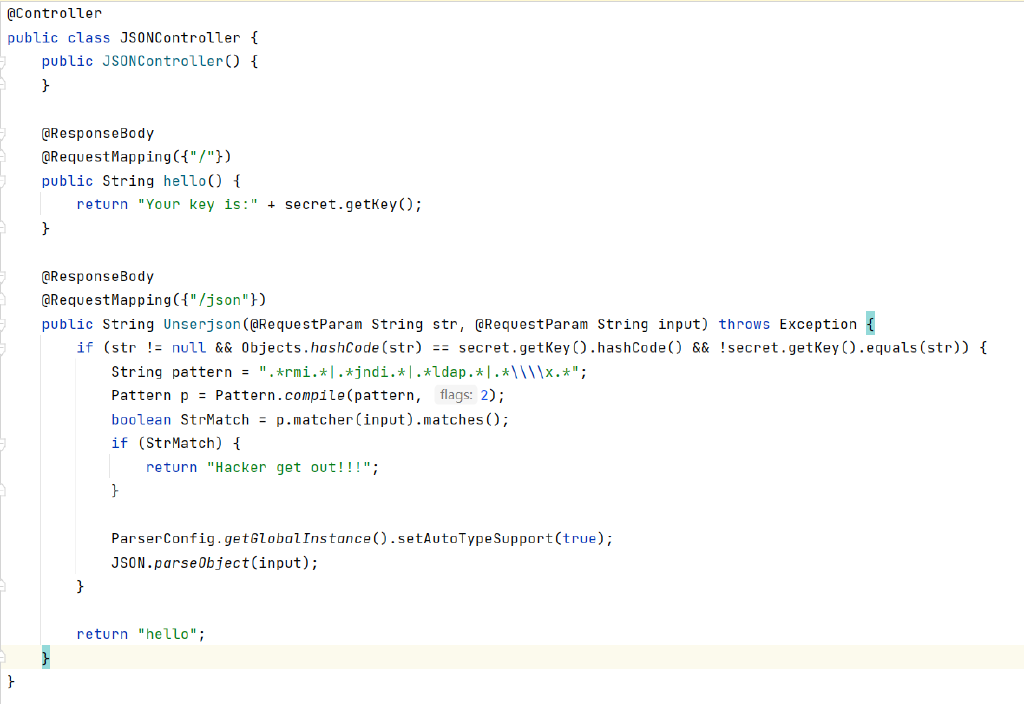 @Controller
public class JSONController {
    public JSONController() {
    }

    @ResponseBody
    @RequestMapping({"/"})
    public String hello() {
        return "Your key is:" + secret.getKey();
    }

    @ResponseBody
    @RequestMapping({"/json"})
    public String Unserjson(@RequestParam String str, @RequestParam String input) throws Exception {
        if (str != null && Objects.hashCode(str) == secret.getKey().hashCode() && !secret.getKey().equals(str)) {
            String pattern = ".*rmi.*|.*jndi.*|.*ldap.*|.*\\\\x.*";
            Pattern p = Pattern.compile(pattern, flags: 2);
            boolean StrMatch = p.matcher(input).matches();
            if (StrMatch) {
                return "Hacker get out!!!";
            }

            ParserConfig.getGlobalInstance().setAutoTypeSupport(true);
            JSON.parseObject(input);
        }

        return "hello";
    }
}